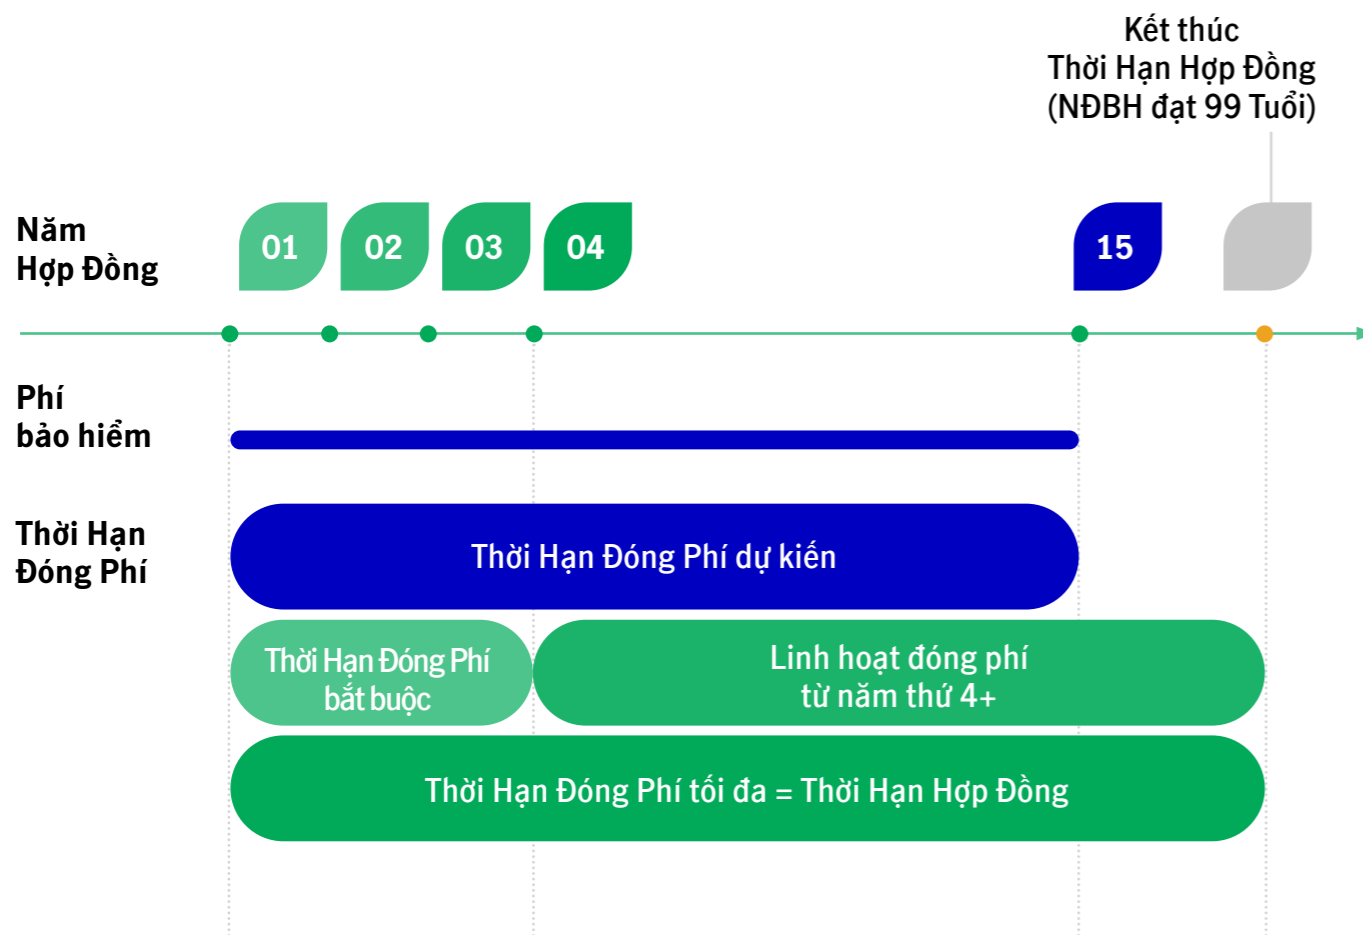 Kết thúc
Thời Hạn Hợp Đồng
(NĐBH đạt 99 Tuổi)
Năm
Hợp Đồng
01
02
03
04
15
Phí
bảo hiểm
Thời Hạn
Đóng Phí
Thời Hạn Đóng Phí dự kiến
Thời Hạn Đóng Phí
bắt buộc
Linh hoạt đóng phí
từ năm thứ 4+
Thời Hạn Đóng Phí tối đa = Thời Hạn Hợp Đồng